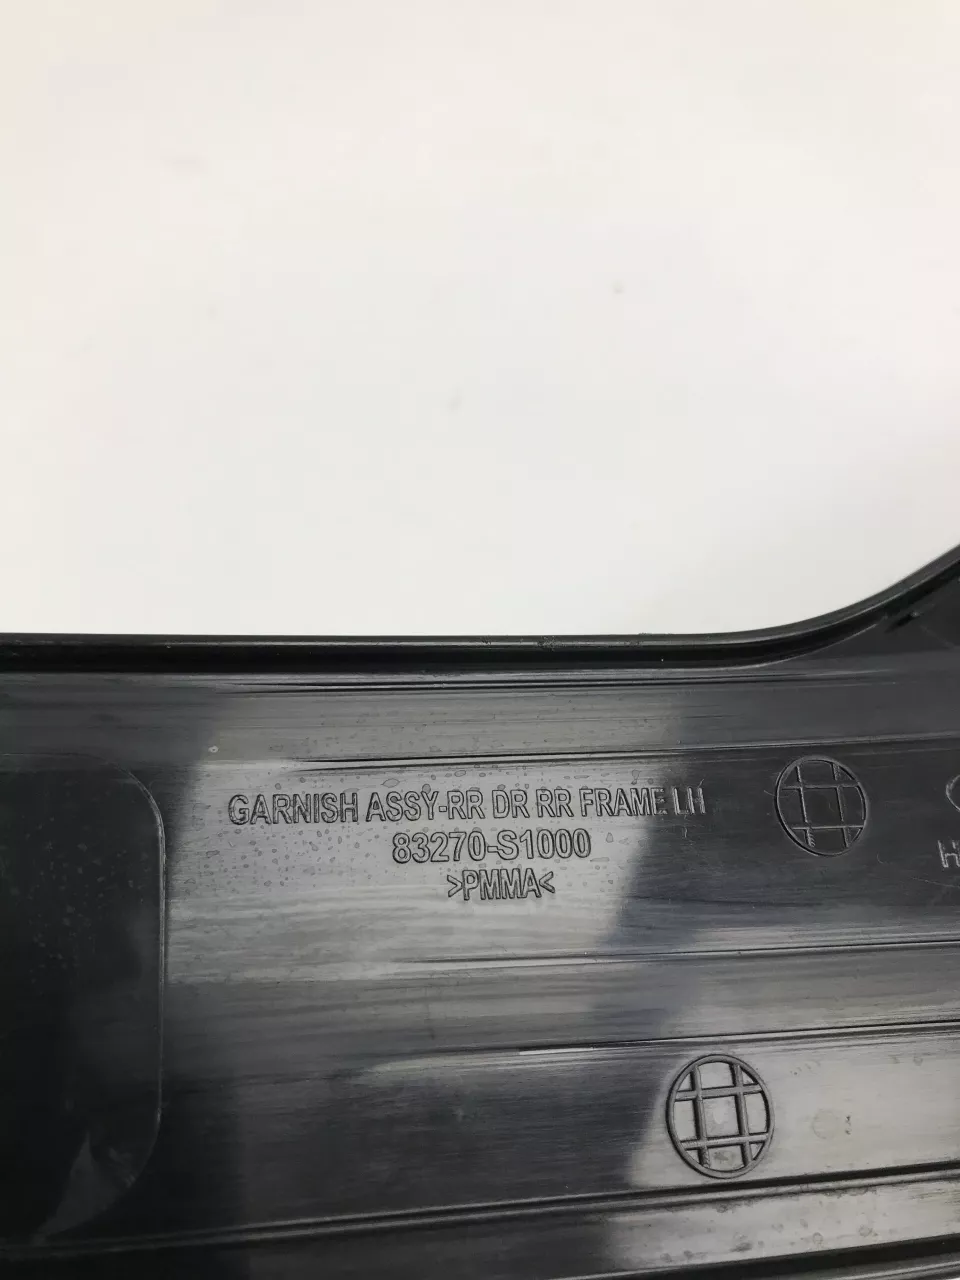 GARNISH ASSY-RR DR RR FRAME LH
83270-S1000
>PMMA<